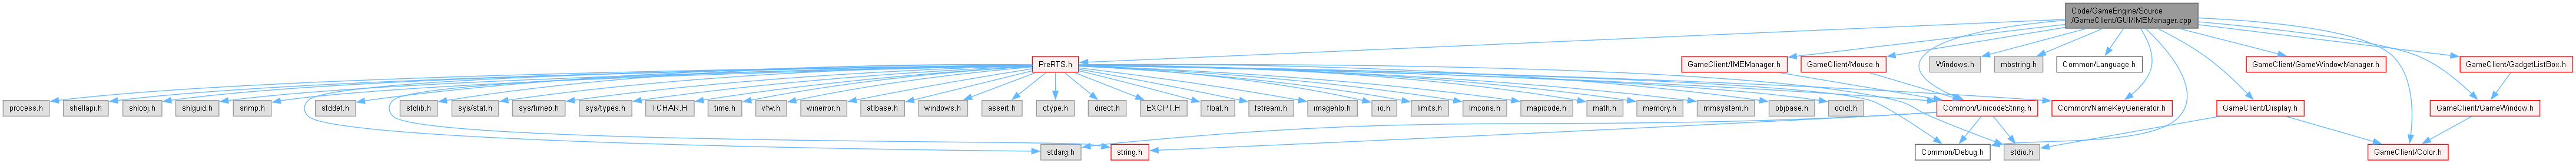 Code/GameEngine/Source
/GameClient/GUI/IMEManager.cpp
PreRTS.h
GameClient/IMEManager.h
GameClient/Mouse.h
Windows.h
mbstring.h
Common/Language.h
GameClient/GameWindowManager.h
GameClient/GadgetListBox.h
process.h
shellapi.h
shlobj.h
shlguid.h
snmp.h
stddef.h
stdlib.h
sys/stat.h
sys/timeb.h
sys/types.h
TCHAR.H
time.h
vfw.h
winerror.h
atlbase.h
windows.h
assert.h
ctype.h
direct.h
EXCPT.H
float.h
fstream.h
imagehlp.h
io.h
limits.h
lmcons.h
mapicode.h
math.h
memory.h
mmsystem.h
objbase.h
ocidl.h
Common/UnicodeString.h
Common/NameKeyGenerator.h
GameClient/Display.h
GameClient/GameWindow.h
stdarg.h
string.h
Common/Debug.h
stdio.h
GameClient/Color.h